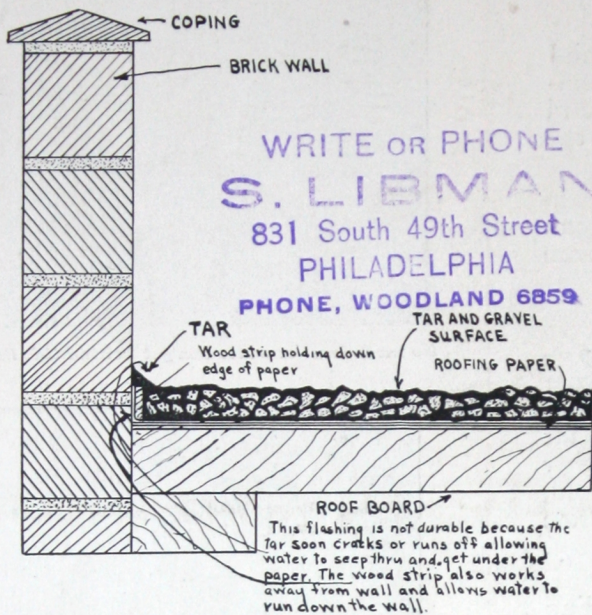 COPING
BRICK WALL
WRITE OR PHONE
S. LIBMAN
831 South 49th Street
PHILADELPHIA
PHONE, WOODLAND 6859
TAR
TAR AND GRAVEL
SURFACE
Wood strip holding down
edge of paper
ROOFING PAPER
ROOF BOARD
This flashing is not durable because the
tar soon cracks or runs off allowing
water to seep thru and get under the
paper. The wood strip also works
away from wall and allows water to
run down the wall.